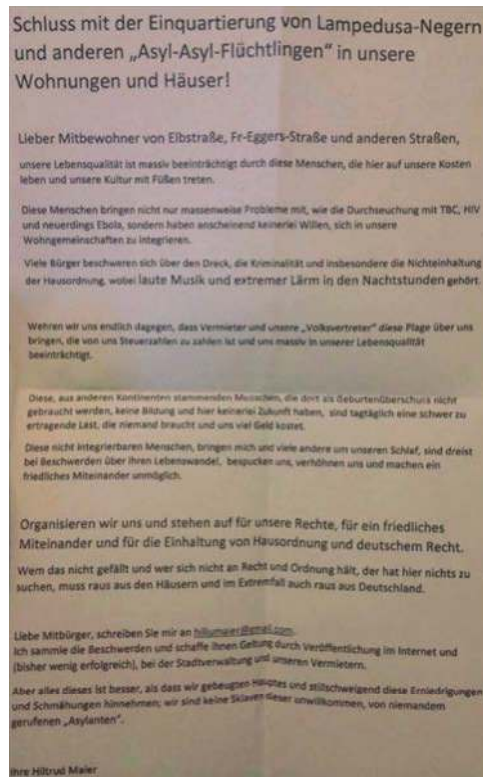 Schluss mit der Einquartierung von Lampedusa-Negern
und anderen „Asyl-Asyl-Flüchtlingen" in unsere
Wohnungen und Häuser!
Lieber Mitbewohner von Elbstraße, Fr-Eggers-Straße und anderen Straßen,
unsere Lebensqualität ist massiv beeinträchtigt durch diese Menschen, die hier auf unsere Kosten
leben und unsere Kultur mit Füßen treten.
Diese Menschen bringen nicht nur massenweise Probleme mit, wie die Durchseuchung mit TBC, HIV
und neuerdings Ebola, sondern haben anscheinend keinerlei Willen, sich in unsere
Wohngemeinschaften zu integrieren.
Viele Bürger beschweren sich über den Dreck, die Kriminalität und insbesondere die Nichteinhaltung
der Hausordnung, wobei laute Musik und extremer Lärm in den Nachtstunden gehört.
Wehren wir uns endlich dagegen, dass Vermieter und unsere „Volksvertreter" diese Plage über uns
bringen, die von uns Steuerzahlen zu zahlen ist und uns massiv in unserer Lebensqualität
beeinträchtigt.
Diese, aus anderen Kontinenten stammenden Menschen, die dort als Geburtenüberschuss nicht
gebraucht werden, keine Bildung und hier keinerlei Zukunft haben, sind tagtäglich eine schwer zu
ertragende Last, die niemand braucht und uns viel Geld kostet.
Diese nicht integrierbaren Menschen, bringen mich und viele andere um unseren Schlaf, sind dreist
bei Beschwerden über ihren Lebenswandel, bespucken uns, verhöhnen uns und machen ein
friedliches Miteinander unmöglich.
Organisieren wir uns und stehen auf für unsere Rechte, für ein friedliches
Miteinander und für die Einhaltung von Hausordnung und deutschem Recht.
Wem das nicht gefällt und wer sich nicht an Recht und Ordnung hält, der hat hier nichts zu
suchen, muss raus aus den Häusern und im Extremfall auch raus aus Deutschland.
Liebe Mitbürger, schreiben Sie mir an
Ich sammle die Beschwerden und schaffe ihnen Geltung durch Veröffentlichung im Internet und
(bisher wenig erfolgreich), bei der Stadtverwaltung und unseren Vermietern.
Aber alles dieses ist besser, als dass wir gebeugten Hauptes und stillschweigend diese Erniedrigungen
und Schmähungen hinnehmen; wir sind keine Sklaven dieser unwillkommen, von niemandem
gerufenen „Asylanten".
Ihre Hiltrud Maier